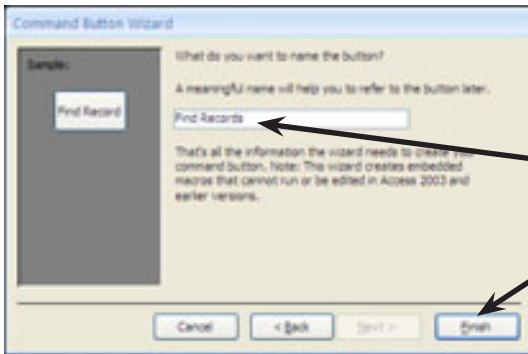 Command Button Wizard
Sample:
Find Record
What do you want to name the button?
A meaningful name will help you to refer to the button later.
Find Records
That's all the information the wizard needs to create your
command button. Note: This wizard creates embedded
macros that cannot run or be edited in Access 2003 and
earlier versions.
Cancel
< Back
Next >
Finish